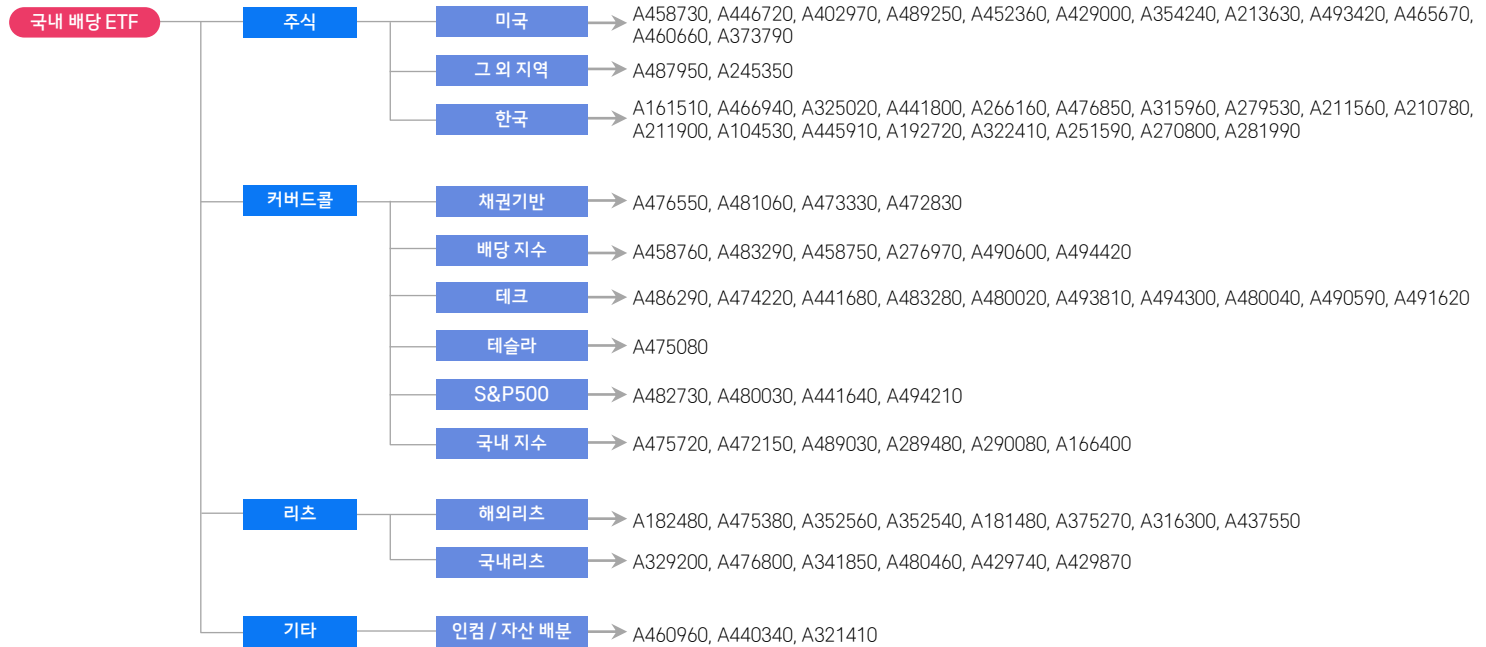 국내 배당 ETF
주식
미국
A458730, A446720, A402970, A489250, A452360, A429000, A354240, A213630, A493420, A465670,
A460660, A373790
그 외 지역
A487950, A245350
한국
A161510, A466940, A325020, A441800, A266160, A476850, A315960, A279530, A211560, A210780,
A211900, A104530, A445910, A192720, A322410, A251590, A270800, A281990
커버드콜
채권기반
A476550, A481060, A473330, A472830
배당 지수
A458760, A483290, A458750, A276970, A490600, A494420
테크
A486290, A474220, A441680, A483280, A480020, A493810, A494300, A480040, A490590, A491620
테슬라
A475080
S&P500
A482730, A480030, A441640, A494210
국내 지수
A475720, A472150, A489030, A289480, A290080, A166400
리츠
해외리츠
A182480, A475380, A352560, A352540, A181480, A375270, A316300, A437550
국내리츠
A329200, A476800, A341850, A480460, A429740, A429870
기타
인컴 / 자산 배분
A460960, A440340, A321410